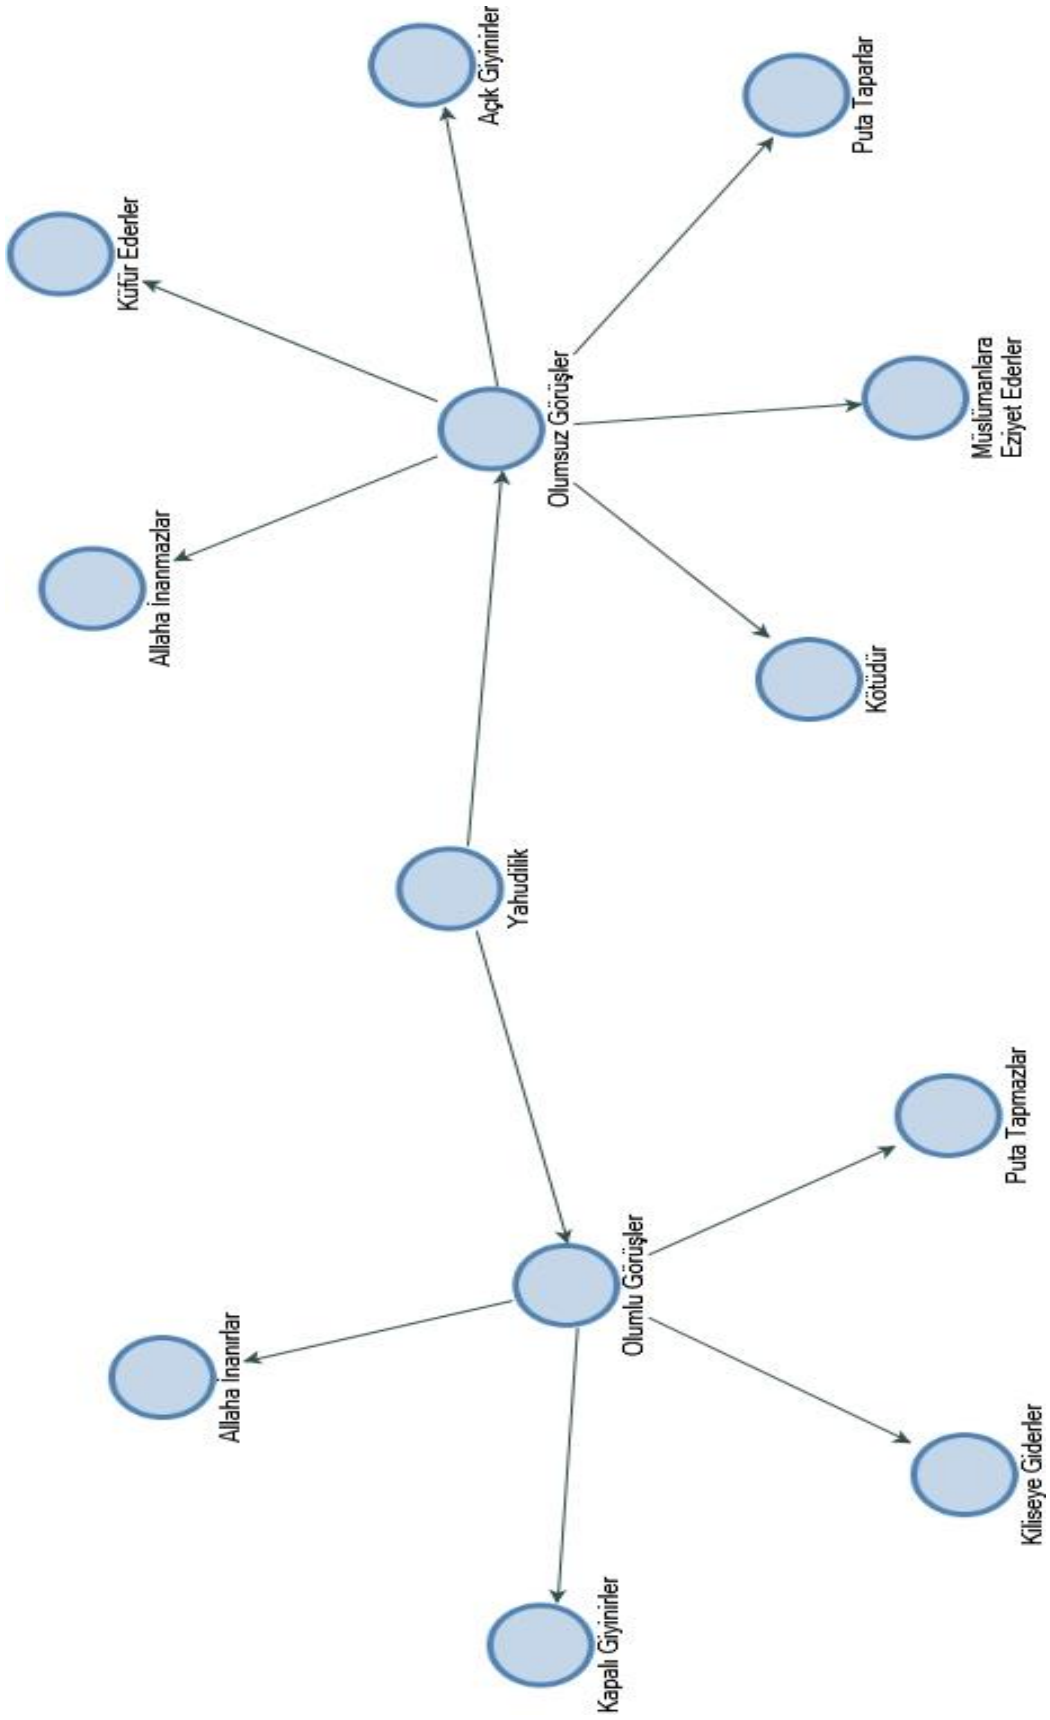 Allaha İnanmazlar
Küfür Ederler
Açık Giyinirler
Olumsuz Görüşler
Puta Taparlar
Müslümanlara
Eziyet Ederler
Kötüdür
Yahudilik
Allaha İnanırlar
Olumlu Görüşler
Puta Tapmazlar
Kapalı Giyinirler
Kiliseye Giderler